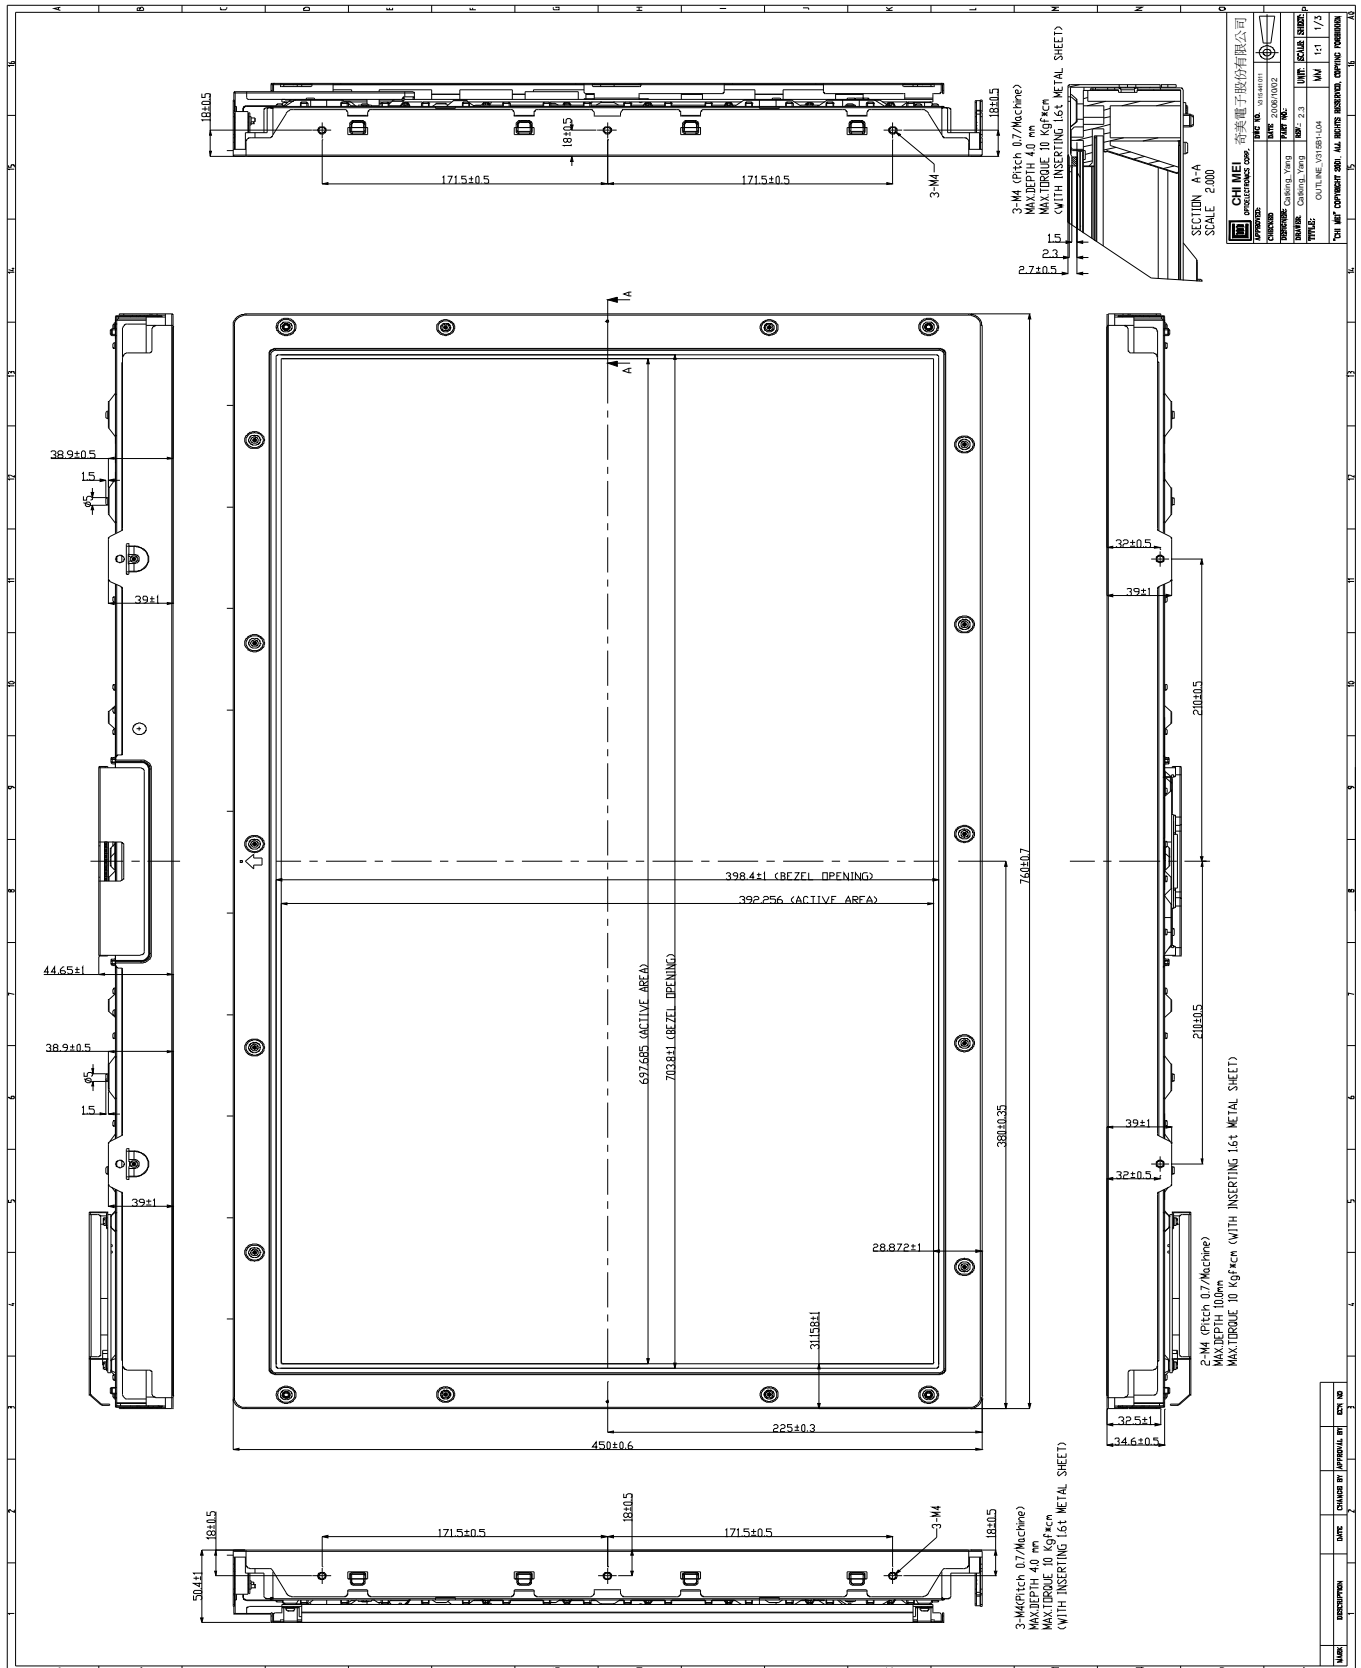 18±0.5
18±0.5
18±0.5
171.5±0.5
171.5±0.5
3-M4
3-M4 (Pitch 0.7/Machine)
MAX.DEPTH 4.0 mm
MAX.TORQUE 10 Kgf*cm
(WITH INSERTING 1.6t METAL SHEET)
1.5
2.3
2.7±0.5
SECTION A-A
SCALE 2.000
CHI MEI 奇美電子股份有限公司
OPTOELECTRONICS CORP.
APPROVED:
DWG NO.
CHECKED
DATE 2006/10/02
DESIGNER: Catking_Yang
PART NO.:
DRAWER: Catking_Yang
REV.: 2.3
UNIT: MM
SCALE: 1:1
SHEET: 1/3
TITLE: OUTLINE_V315B1-L04
"CHI MEI" COPYRIGHT 2001. ALL RIGHTS RESERVED, COPYING FORBIDDEN
A
A
38.9±0.5
1.5
ø5
39±1
44.65±1
38.9±0.5
ø5
1.5
39±1
398.4±1 (BEZEL OPENING)
392.256 (ACTIVE AREA)
697.685 (ACTIVE AREA)
703.8±1 (BEZEL OPENING)
760±0.7
380±0.35
28.872±1
31.158±1
225±0.3
450±0.6
32±0.5
39±1
210±0.5
210±0.5
39±1
32±0.5
32.5±1
34.6±0.5
2-M4 (Pitch 0.7/Machine)
MAX.DEPTH 10.0mm
MAX.TORQUE 10 Kgf*cm (WITH INSERTING 1.6t METAL SHEET)
18±0.5
50.4±1
171.5±0.5
18±0.5
171.5±0.5
3-M4
18±0.5
3-M4(Pitch 0.7/Machine)
MAX.DEPTH 4.0 mm
MAX.TORQUE 10 Kgf*cm
(WITH INSERTING 1.6t METAL SHEET)
MARK
DESCRIPTION
DATE
CHANGED BY
APPROVAL BY
ECN NO